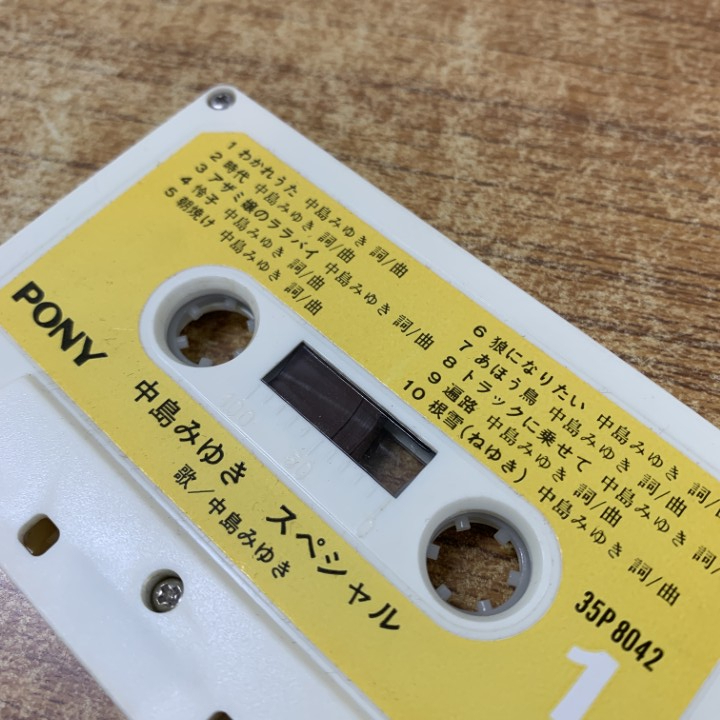 1 わかれうた 中島みゆき 詞/曲
2 時代 中島みゆき 詞/曲
3 アザミ嬢のララバイ 中島みゆき 詞/曲
4 怜子 中島みゆき 詞/曲
5 朝焼け 中島みゆき 詞/曲
6 狼になりたい 中島みゆき 詞/曲
7 あほう鳥 中島みゆき 詞/曲
8 トラックに乗せて 中島みゆき 詞/
9 遍路 中島みゆき 詞/曲
10 根雪(ねゆき) 中島みゆき 詞/曲
PONY
中島みゆき スペシャル
歌/中島みゆき
35P8042
1